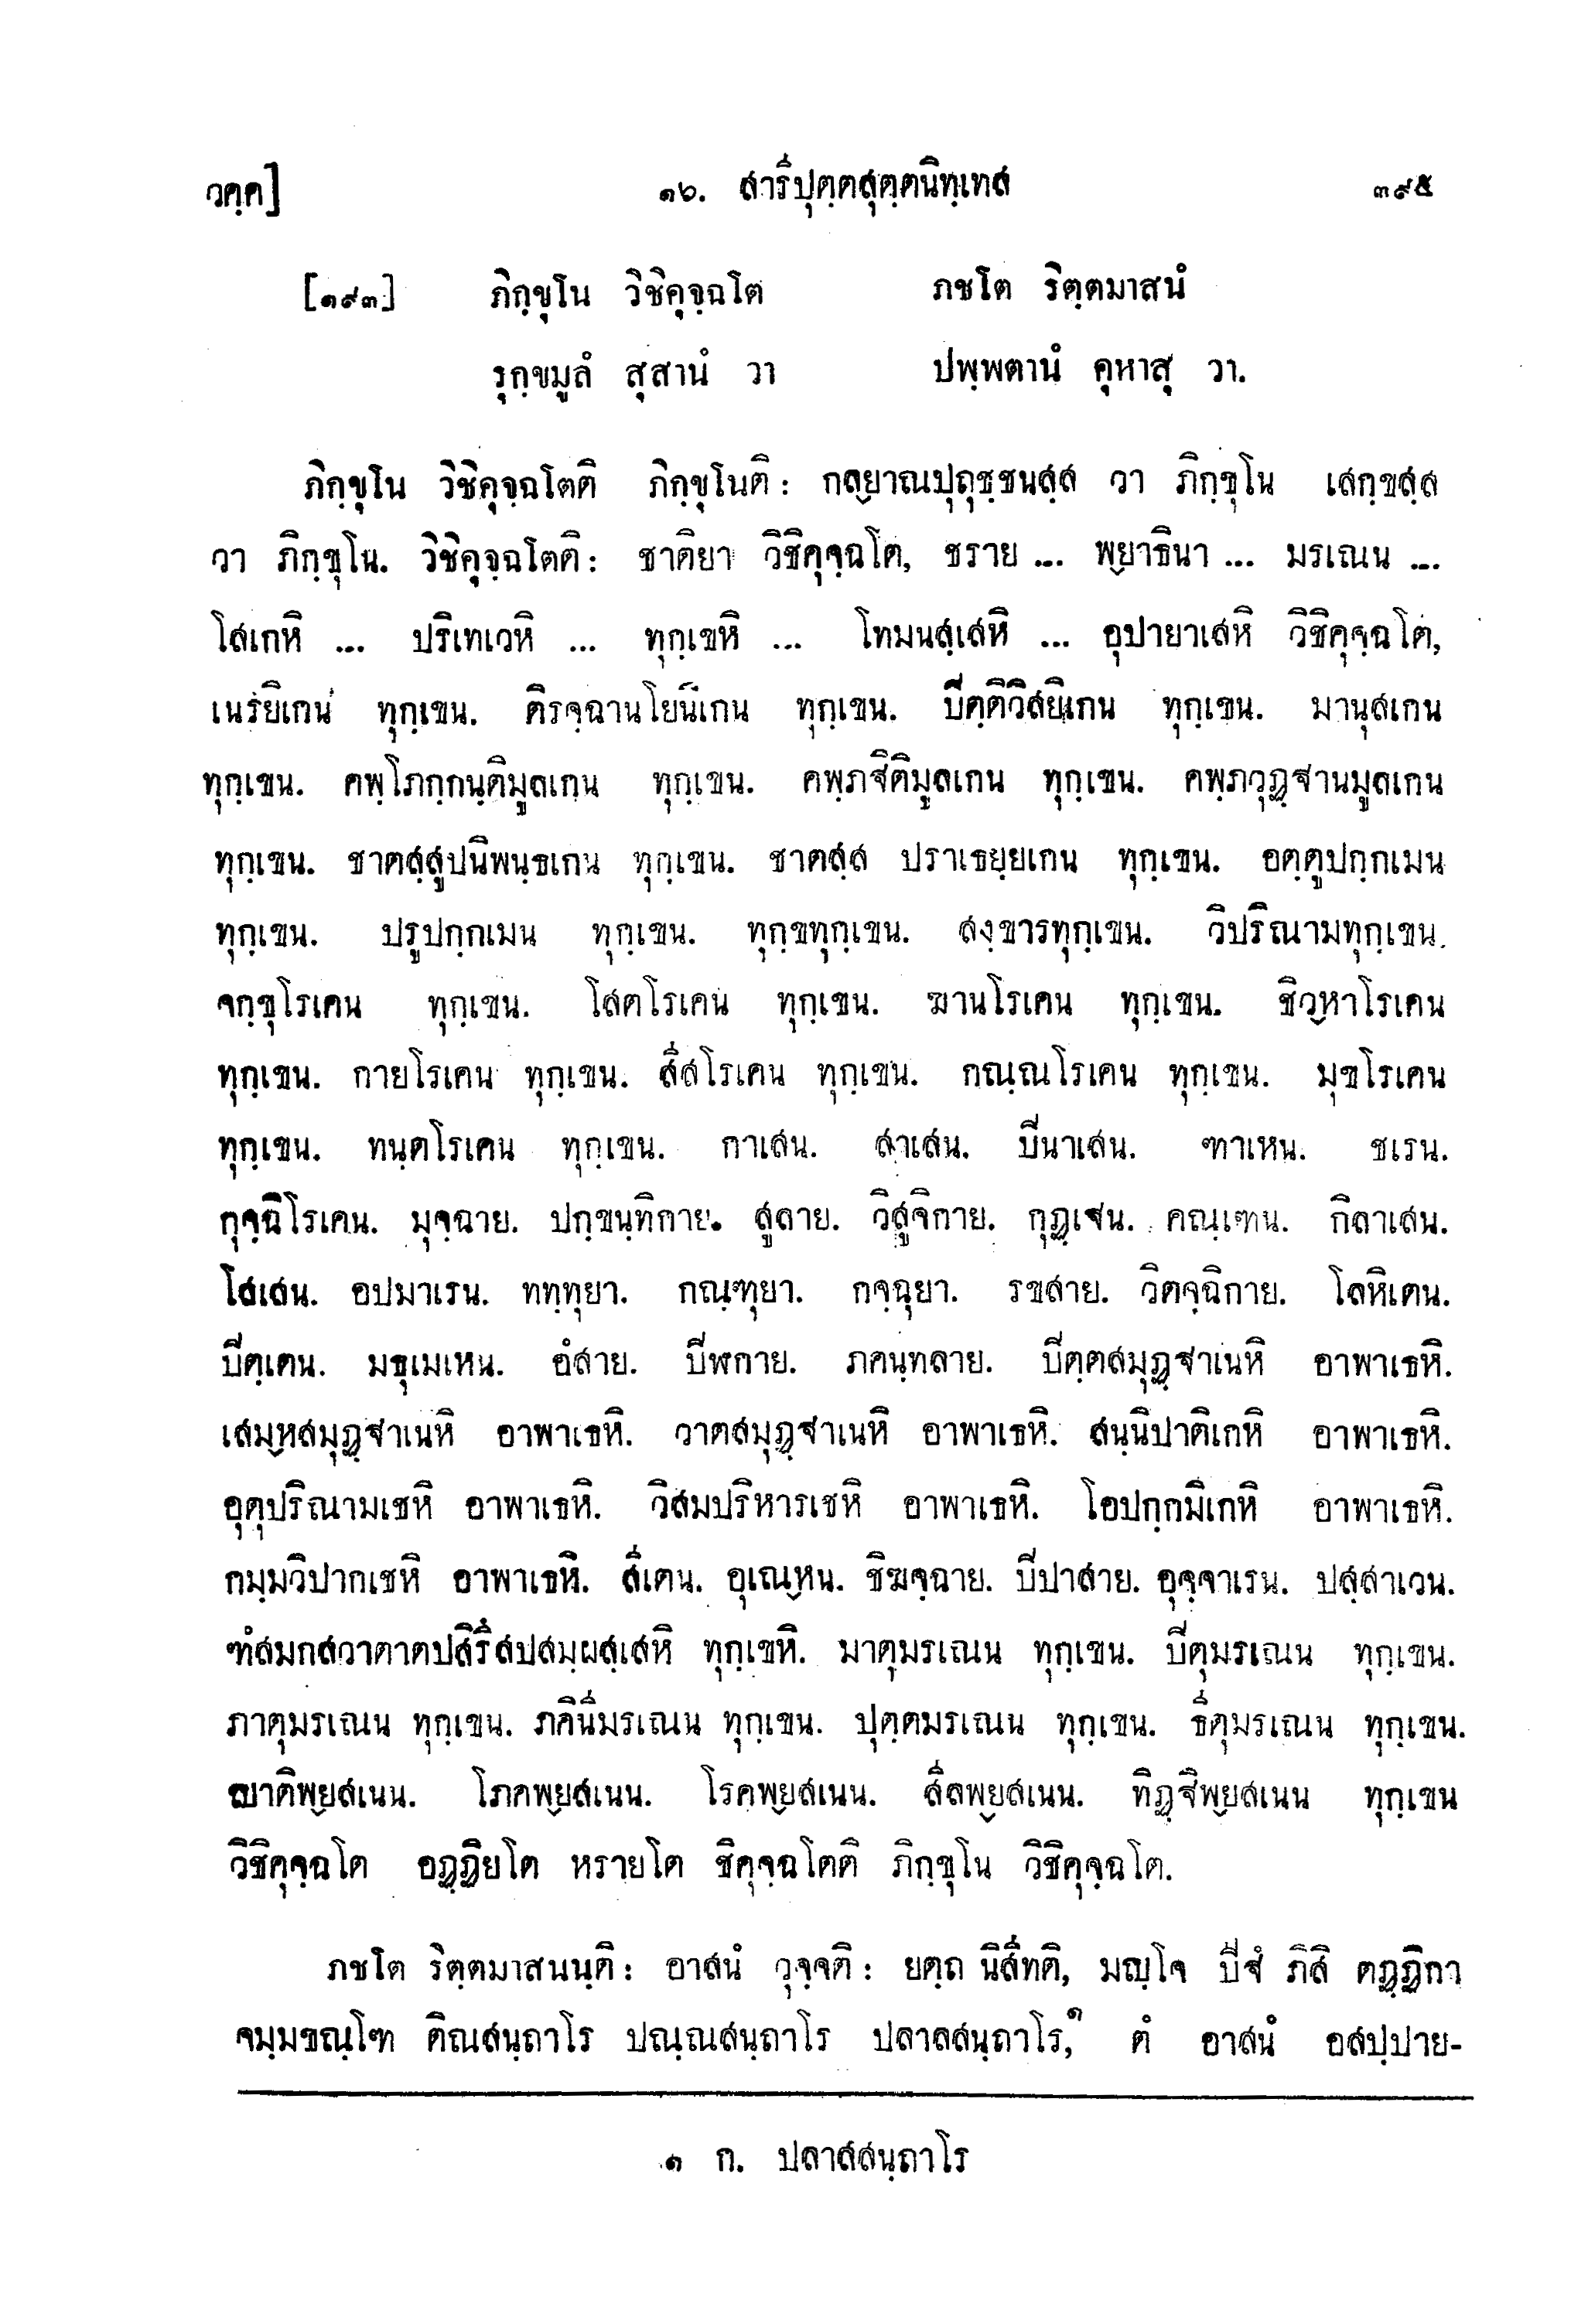 วคฺค]
๑๖. สารีปุตฺตสุตฺตนิทฺเทส
๓๙๕
[๑๙๓] ภิกฺขุโน วิชิคุจฺฉโต ภชโต ริตฺตมาสนํ
รุกฺขมูลํ สุสานํ วา ปพฺพตานํ คุหาสุ วา.
ภิกฺขุโน วิชิคุจฺฉโตติ ภิกฺขุโนติ: กลฺยาณปุถุชฺชนสฺส วา ภิกฺขุโน เสกฺขสฺส
วา ภิกฺขุโน. วิชิคุจฺฉโตติ: ชาติยา วิชิคุจฺฉโต, ชราย ... พฺยาธินา ... มรเณน ...
โสเกหิ ... ปริเทเวหิ ... ทุกฺเขหิ ... โทมนสฺเสหิ ... อุปายาเสหิ วิชิคุจฺฉโต,
เนรยิเกน ทุกฺเขน. ติรจฺฉานโยนิเกน ทุกฺเขน. ปิตฺติวิสยิเกน ทุกฺเขน. มานุสเกน
ทุกฺเขน. คพฺโภกฺกนฺติมูลเกน ทุกฺเขน. คพฺภฐิติมูลเกน ทุกฺเขน. คพฺภวุฏฺฐานมูลเกน
ทุกฺเขน. ชาตสฺสูปนิพนฺธเกน ทุกฺเขน. ชาตสฺส ปราเธยฺยเกน ทุกฺเขน. อตฺตูปกฺกเมน
ทุกฺเขน. ปรูปกฺกเมน ทุกฺเขน. ทุกฺขทุกฺเขน. สงฺขารทุกฺเขน. วิปริณามทุกฺเขน.
จกฺขุโรเคน ทุกฺเขน. โสตโรเคน ทุกฺเขน. ฆานโรเคน ทุกฺเขน. ชิวฺหาโรเคน
ทุกฺเขน. กายโรเคน ทุกฺเขน. สีสโรเคน ทุกฺเขน. กณฺณโรเคน ทุกฺเขน. มุขโรเคน
ทุกฺเขน. ทนฺตโรเคน ทุกฺเขน. กาเสน. สาเสน. ปินาเสน. ฑาเหน. ชเรน.
กุจฺฉิโรเคน. มุจฺฉาย. ปกฺขนฺทิกาย. สูลาย. วิสูจิกาย. กุฏฺเฐน. คณฺเฑน. กิลาเสน.
โสเสน. อปมาเรน. ททฺทุยา. กณฺฑุยา. กจฺฉุยา. รขสาย. วิตจฺฉิกาย. โลหิเตน.
ปิตฺเตน. มธุเมเหน. อํสาย. ปิฬกาย. ภคนฺทลาย. ปิตฺตสมุฏฺฐาเนหิ อาพาเธหิ.
เสมฺหสมุฏฺฐาเนหิ อาพาเธหิ. วาตสมุฏฺฐาเนหิ อาพาเธหิ. สนฺนิปาติเกหิ อาพาเธหิ.
อุตุปริณามเชหิ อาพาเธหิ. วิสมปริหารเชหิ อาพาเธหิ. โอปกฺกมิเกหิ อาพาเธหิ.
กมฺมวิปากเชหิ อาพาเธหิ. สีเตน. อุเณฺหน. ชิฆจฺฉาย. ปิปาสาย. อุจฺจาเรน. ปสฺสาเวน.
ฑํสมกสวาตาตปสิรึสปสมฺผสฺเสหิ ทุกฺเขหิ. มาตุมรเณน ทุกฺเขน. ปิตุมรเณน ทุกฺเขน.
ภาตุมรเณน ทุกฺเขน. ภคินีมรเณน ทุกฺเขน. ปุตฺตมรเณน ทุกฺเขน. ธีตุมรเณน ทุกฺเขน.
ญาติพฺยสเนน. โภคพฺยสเนน. โรคพฺยสเนน. สีลพฺยสเนน. ทิฏฺฐิพฺยสเนน ทุกฺเขน
วิชิคุจฺฉโต อฏฺฏิยโต หรายโต ชิคุจฺฉโตติ ภิกฺขุโน วิชิคุจฺฉโต.
ภชโต ริตฺตมาสนนฺติ: อาสนํ วุจฺจติ: ยตฺถ นิสีทติ, มญฺโจ ปีฐํ ภิสิ ตฏฺฏิกา
จมฺมขณฺโฑ ติณสนฺถาโร ปณฺณสนฺถาโร ปลาลสนฺถาโร,๑ ตํ อาสนํ อสปฺปาย-
๑ ก. ปลาสสนฺถาโร